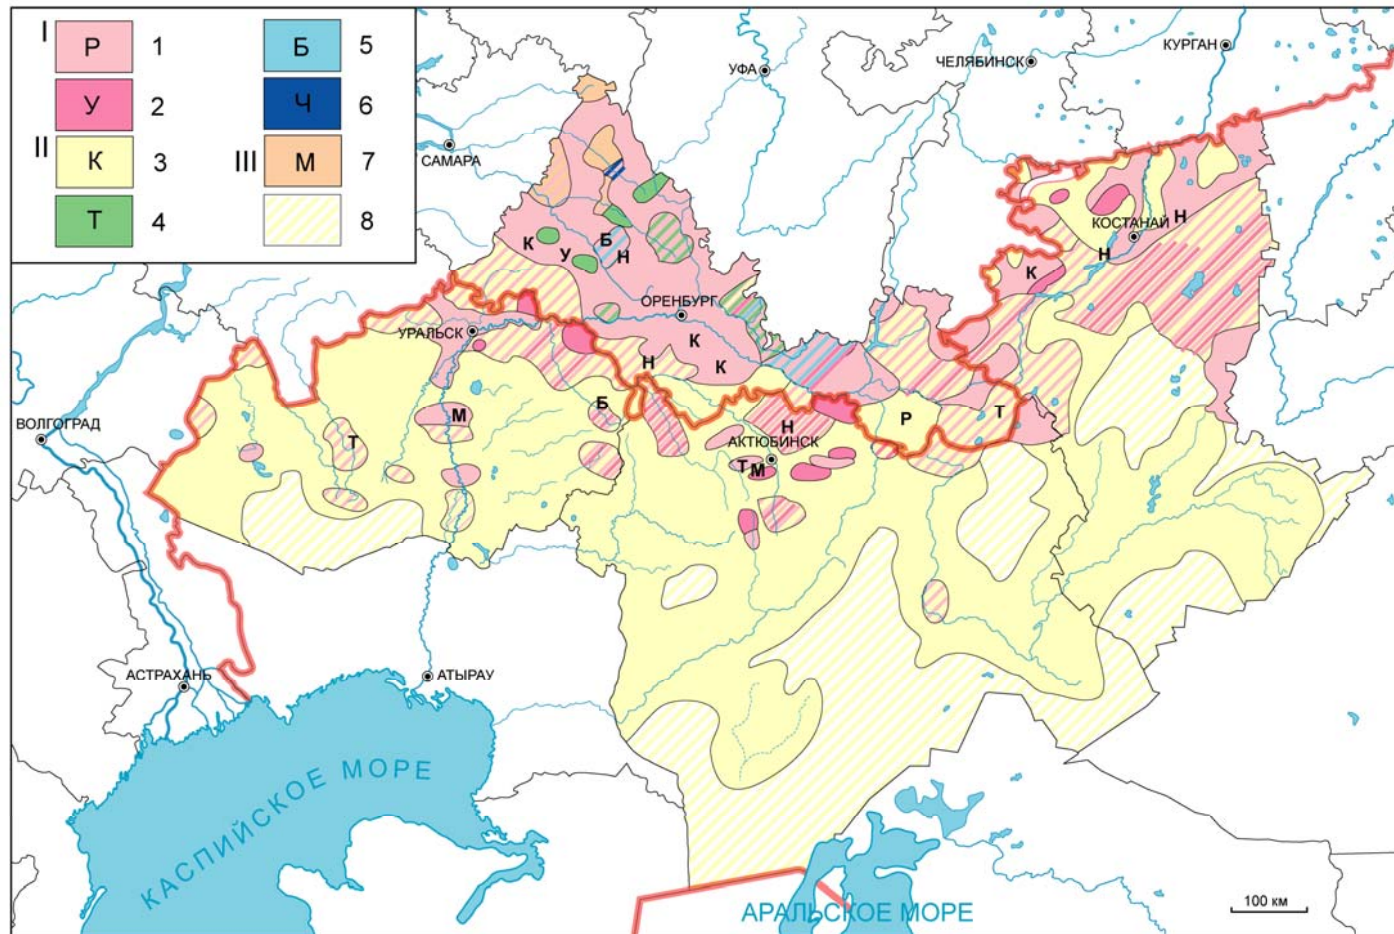 I Р 1 Б 5
У 2 Ч 6
II К 3 III М 7
Т 4 8
КУРГАН
ЧЕЛЯБИНСК
УФА
САМАРА
КОСТАНАЙ
Н
Н
К
К
У
Б
Н
ОРЕНБУРГ
УРАЛЬСК
К
К
Н
М
Б
Т
Р
Т
Н
АКТЮБИНСК
Т М
ВОЛГОГРАД
АСТРАХАНЬ
АТЫРАУ
КАСПИЙСКОЕ МОРЕ
АРАЛЬСКОЕ МОРЕ
100 км